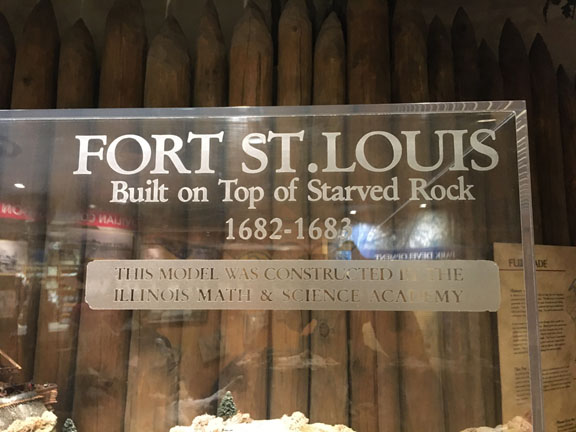 FORT ST. LOUIS
Built on Top of Starved Rock
1682-1683
THIS MODEL WAS CONSTRUCTED BY THE
ILLINOIS MATH & SCIENCE ACADEMY